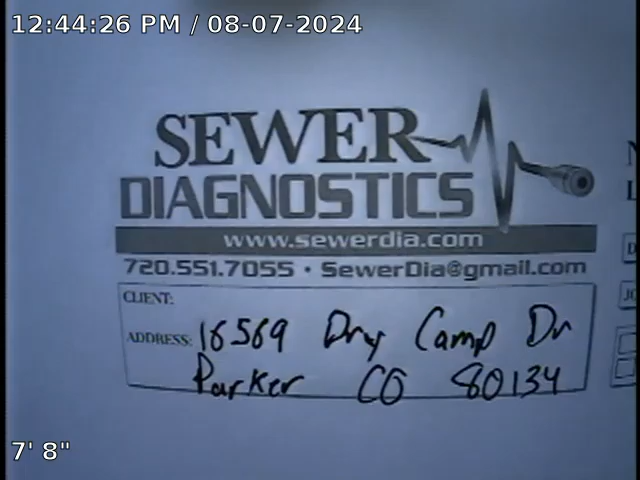 12:44:26 PM / 08-07-2024
SEWER
DIAGNOSTICS
www.sewerdia.com
720.551.7055 • SewerDia@gmail.com
CLIENT:
ADDRESS: 16569 Dry Camp Dr
Parker CO 80134
7' 8"